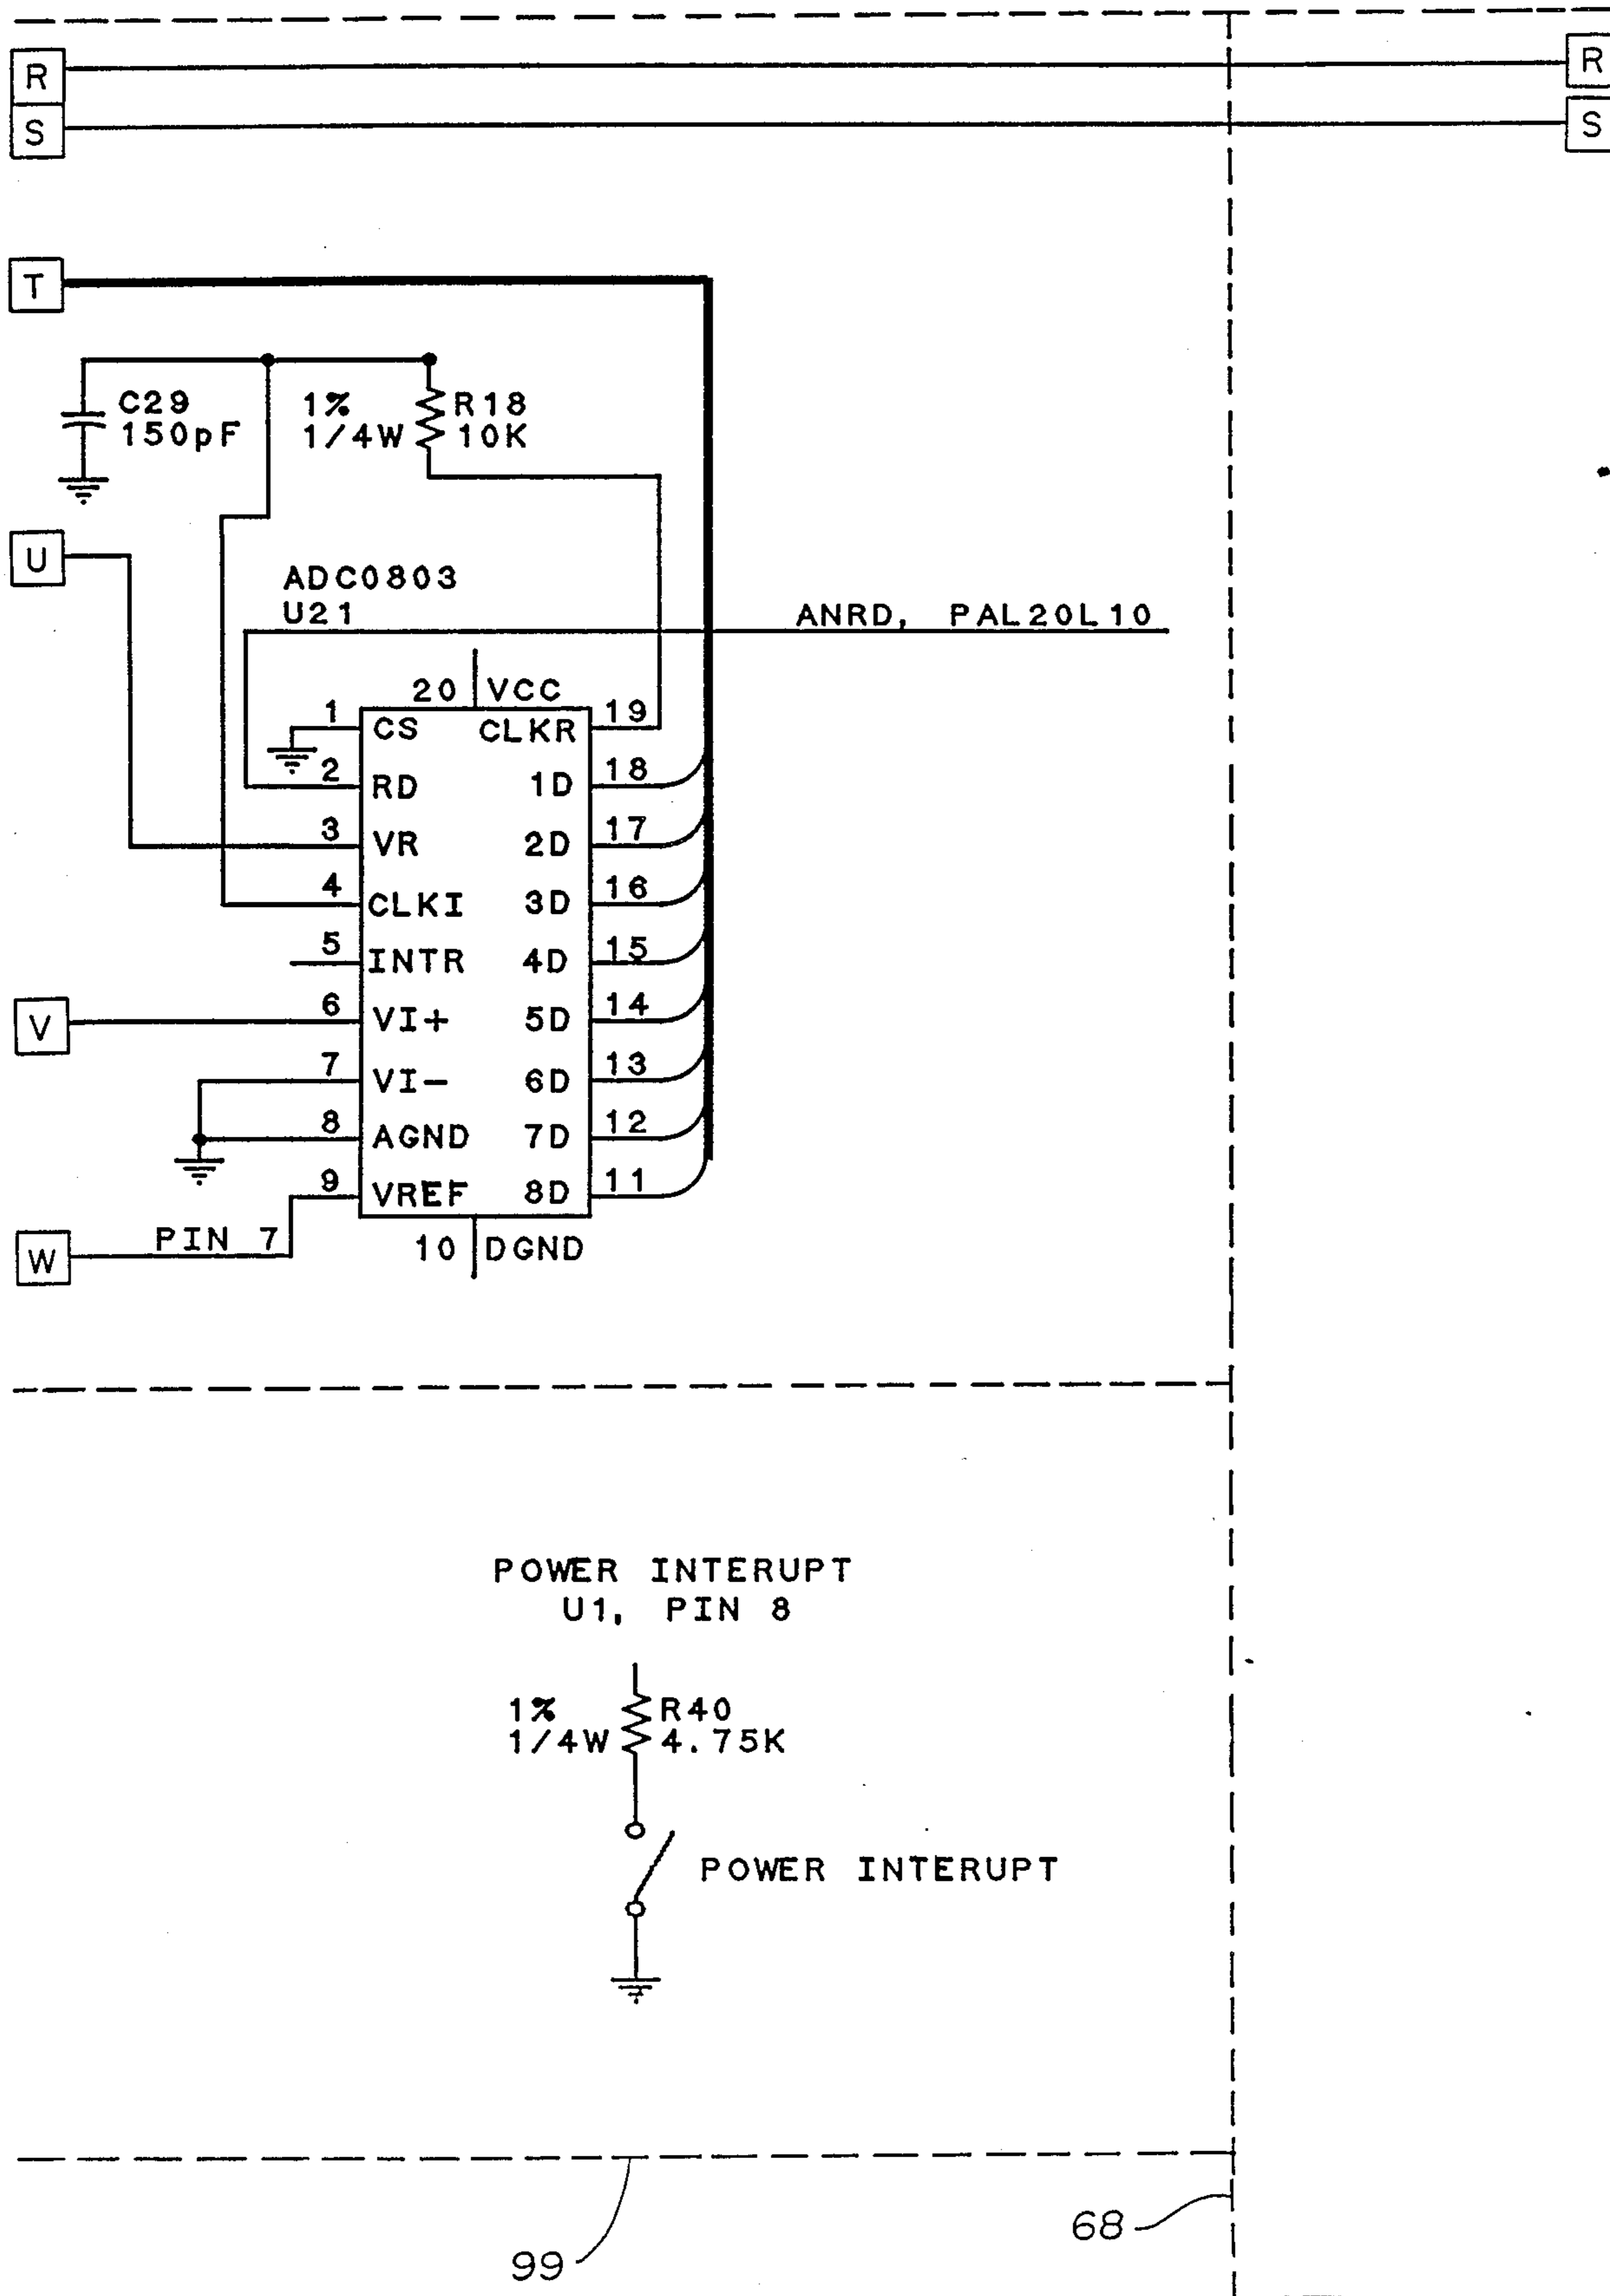 R
R
S
S
T
C29
150pF
1%
1/4W
R18
10K
U
ADC0803
U21
ANRD, PAL20L10
20 VCC
1 CS CLKR 19
2 RD 1D 18
3 VR 2D 17
4 CLKI 3D 16
5 INTR 4D 15
V
6 VI+ 5D 14
7 VI- 6D 13
8 AGND 7D 12
9 VREF 8D 11
W
PIN 7
10 DGND
POWER INTERUPT
U1, PIN 8
1%
1/4W
R40
4.75K
POWER INTERUPT
68
99